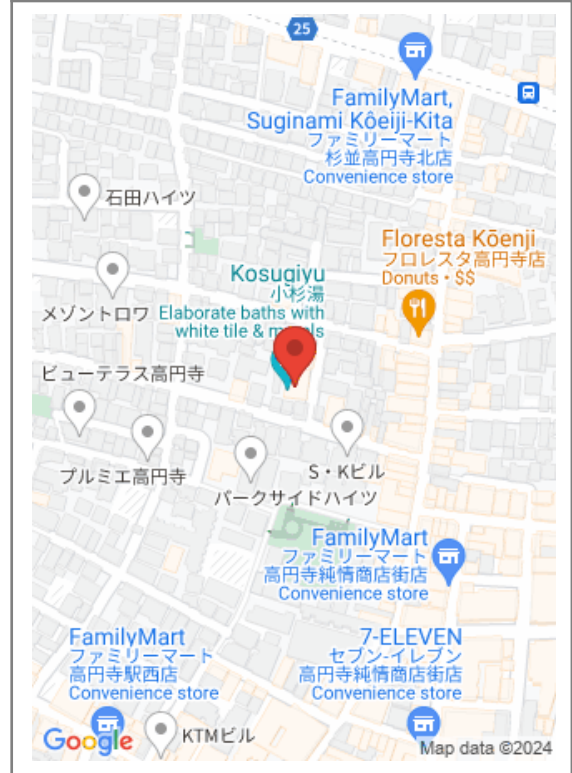 25
FamilyMart,
Suginami Kôeiji-Kita
ファミリーマート
杉並高円寺北店
Convenience store
石田ハイツ
Floresta Kōenji
フロレスタ高円寺店
Donuts・$$
Kosugiyu
小杉湯
Elaborate baths with
white tile &
メゾントロワ
ビューテラス高円寺
プルミエ高円寺
S・Kビル
パークサイドハイツ
FamilyMart
ファミリーマート
高円寺純情商店街店
Convenience store
FamilyMart
ファミリーマート
高円寺駅西店
Convenience store
7-ELEVEN
セブン-イレブン
高円寺純情商店街店
Convenience store
KTMビル
Google
Map data ©2024